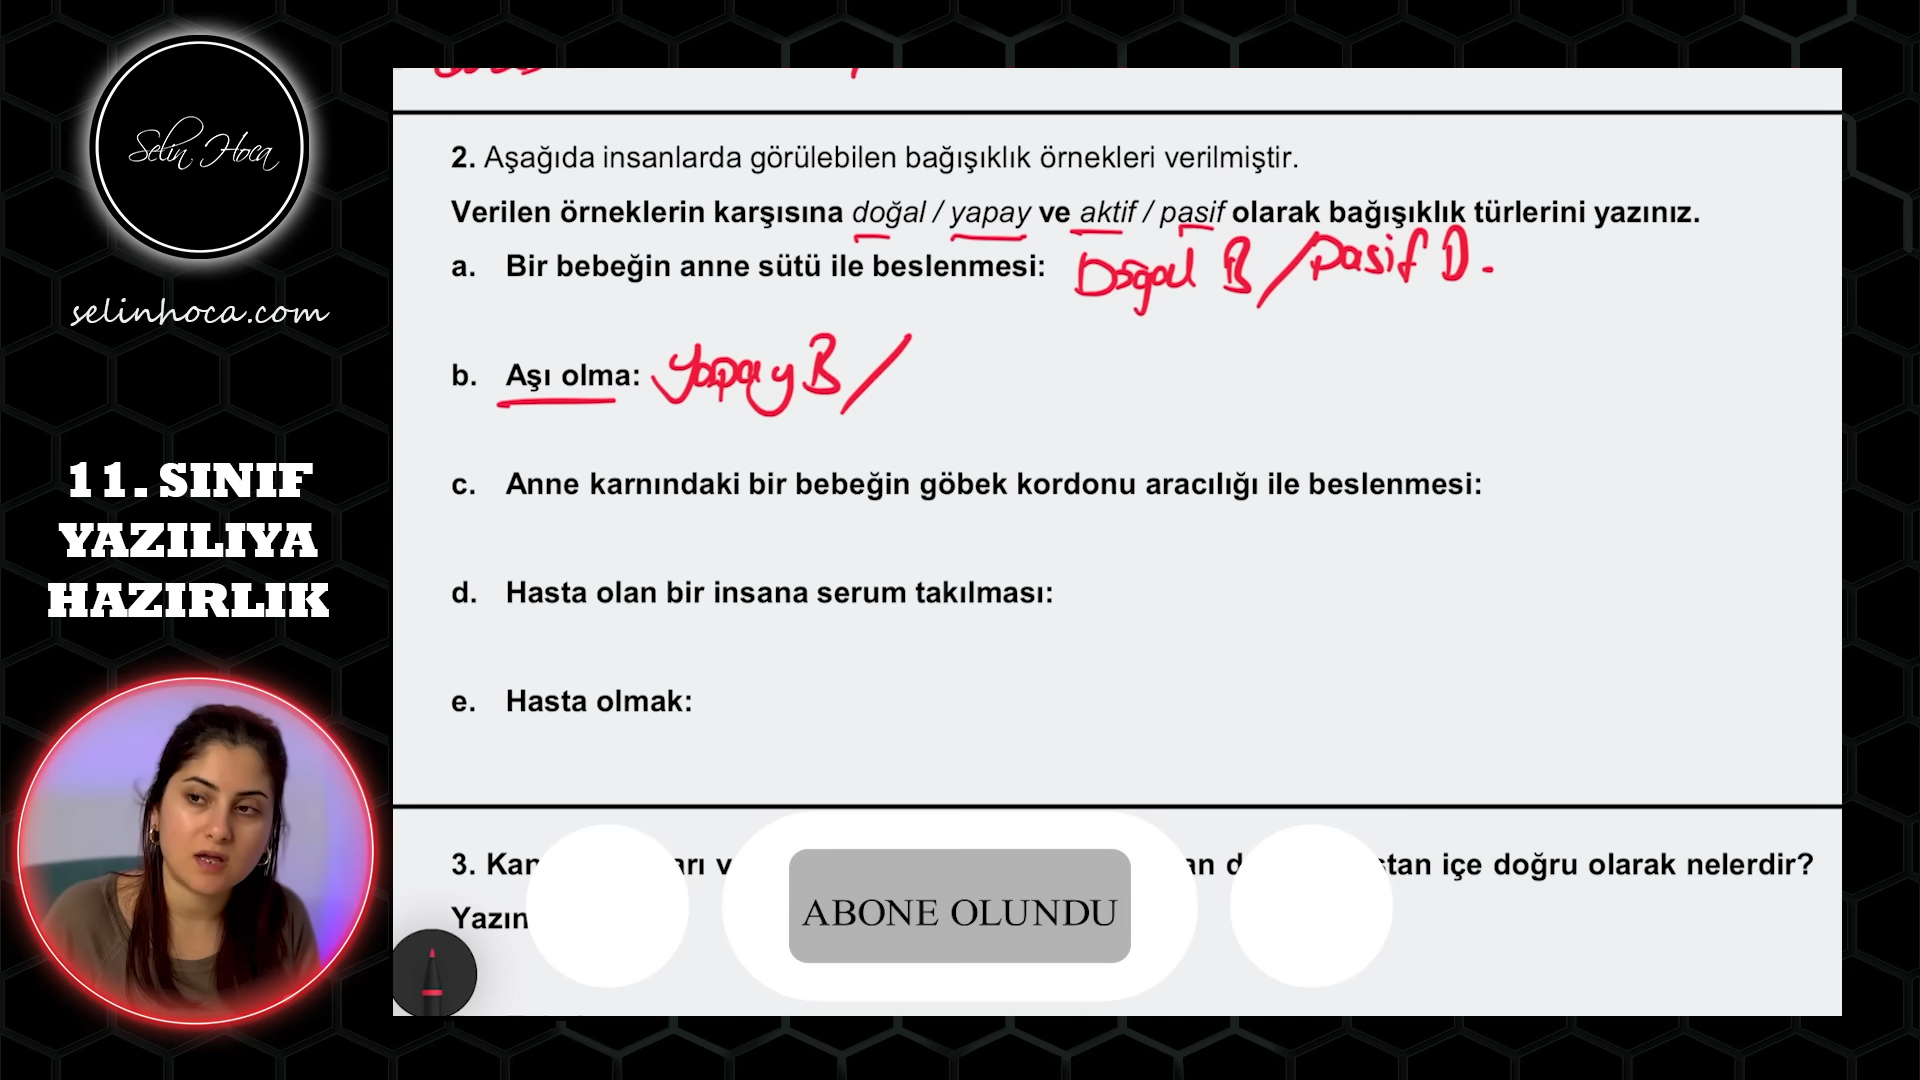 Selin Hoca
selinhoca.com
11. SINIF
YAZILIYA
HAZIRLIK
2. Aşağıda insanlarda görülebilen bağışıklık örnekleri verilmiştir.
Verilen örneklerin karşısına doğal / yapay ve aktif / pasif olarak bağışıklık türlerini yazınız.
a. Bir bebeğin anne sütü ile beslenmesi: Doğal B / Pasif D.
b. Aşı olma: Yapay B /
c. Anne karnındaki bir bebeğin göbek kordonu aracılığı ile beslenmesi:
d. Hasta olan bir insana serum takılması:
e. Hasta olmak:
3. içe doğru olarak nelerdir?
ABONE OLUNDU